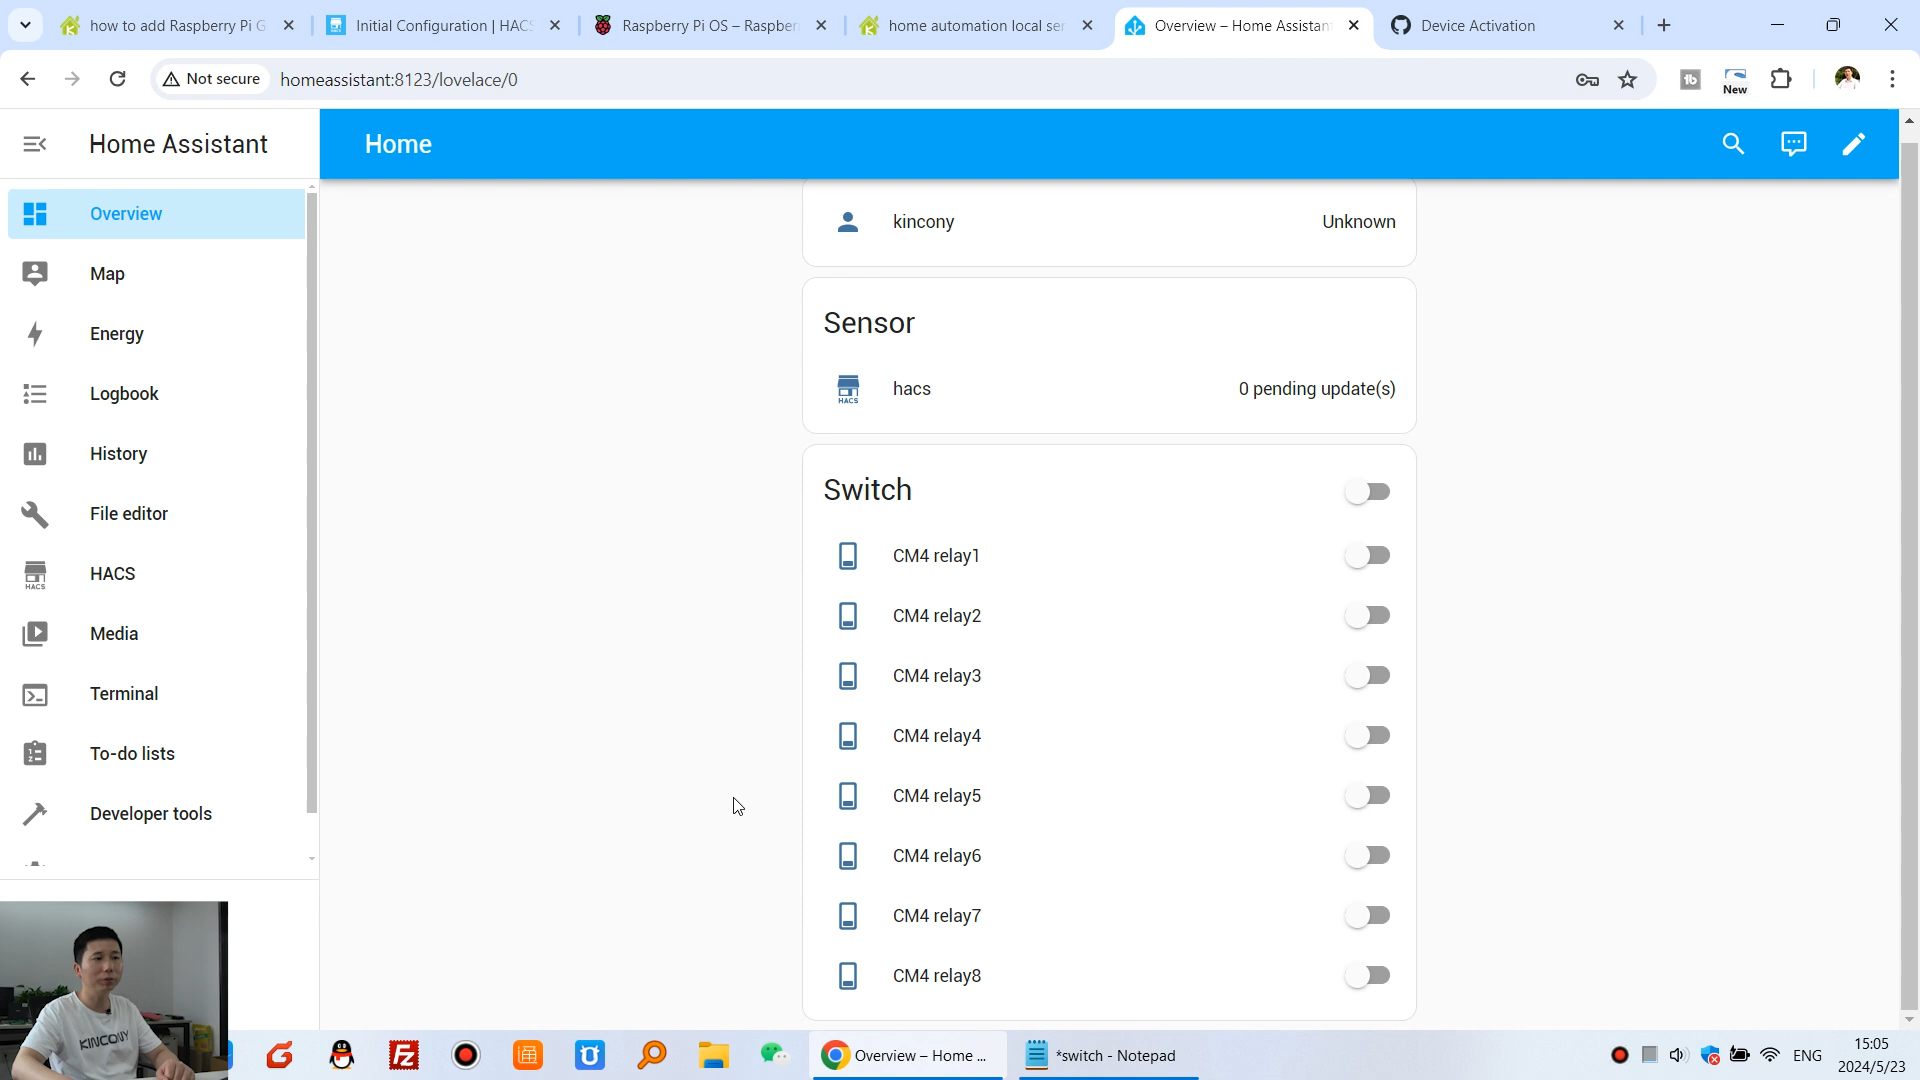 how to add Raspberry Pi G
Initial Configuration | HACS
Raspberry Pi OS – Raspber
home automation local ser
Overview – Home Assistant
Device Activation
Not secure
homeassistant:8123/lovelace/0
New
Home Assistant
Home
Overview
Map
Energy
Logbook
History
File editor
HACS
HACS
Media
Terminal
To-do lists
Developer tools
kincony
Unknown
Sensor
HACS
hacs
0 pending update(s)
Switch
CM4 relay1
CM4 relay2
CM4 relay3
CM4 relay4
CM4 relay5
CM4 relay6
CM4 relay7
CM4 relay8
KINCONY
Overview – Home ...
*switch - Notepad
ENG
15:05
2024/5/23